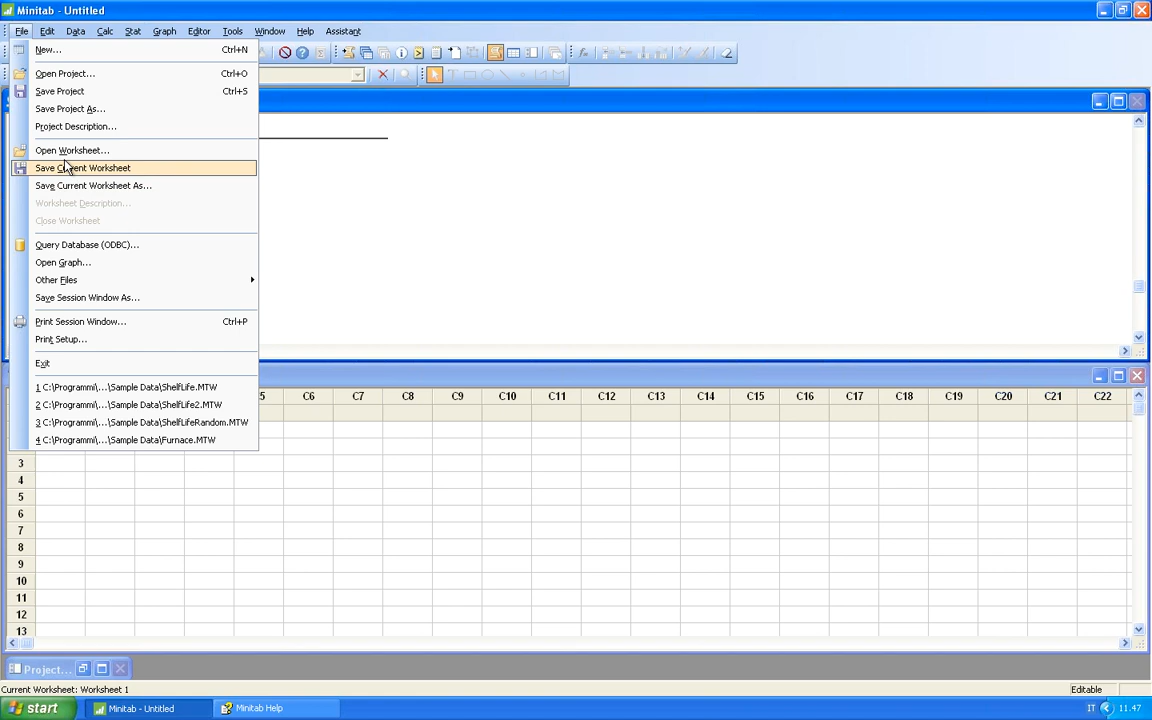 Minitab - Untitled
File Edit Data Calc Stat Graph Editor Tools Window Help Assistant
New... Ctrl+N
Open Project... Ctrl+O
Save Project Ctrl+S
Save Project As...
Project Description...
Open Worksheet...
Save Current Worksheet
Save Current Worksheet As...
Worksheet Description...
Close Worksheet
Query Database (ODBC)...
Open Graph...
Other Files
Save Session Window As...
Print Session Window... Ctrl+P
Print Setup...
Exit
1 C:\Programmi\...\Sample Data\ShelfLife.MTW
2 C:\Programmi\...\Sample Data\ShelfLife2.MTW
3 C:\Programmi\...\Sample Data\ShelfLifeRandom.MTW
4 C:\Programmi\...\Sample Data\Furnace.MTW
C6 C7 C8 C9 C10 C11 C12 C13 C14 C15 C16 C17 C18 C19 C20 C21 C22
3
4
5
6
7
8
9
10
11
12
13
Project...
Current Worksheet: Worksheet 1 Editable
start Minitab - Untitled Minitab Help IT 11.47